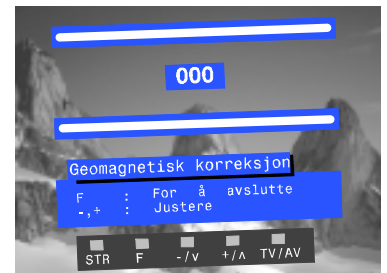 000
Geomagnetisk korreksjon
F : For å avslutte
-,+ : Justere
STR F -/v +/∧ TV/AV